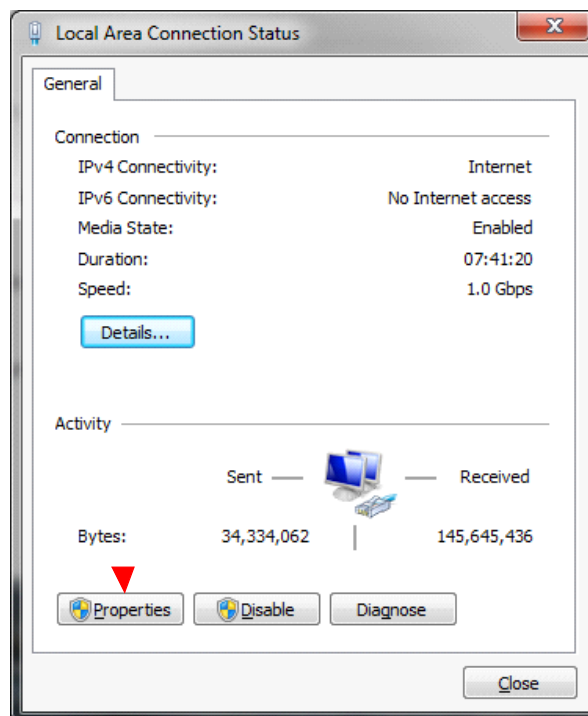 Local Area Connection Status
General
Connection
IPv4 Connectivity: Internet
IPv6 Connectivity: No Internet access
Media State: Enabled
Duration: 07:41:20
Speed: 1.0 Gbps
Details...
Activity
Sent Received
Bytes: 34,334,062 145,645,436
Properties Disable Diagnose
Close